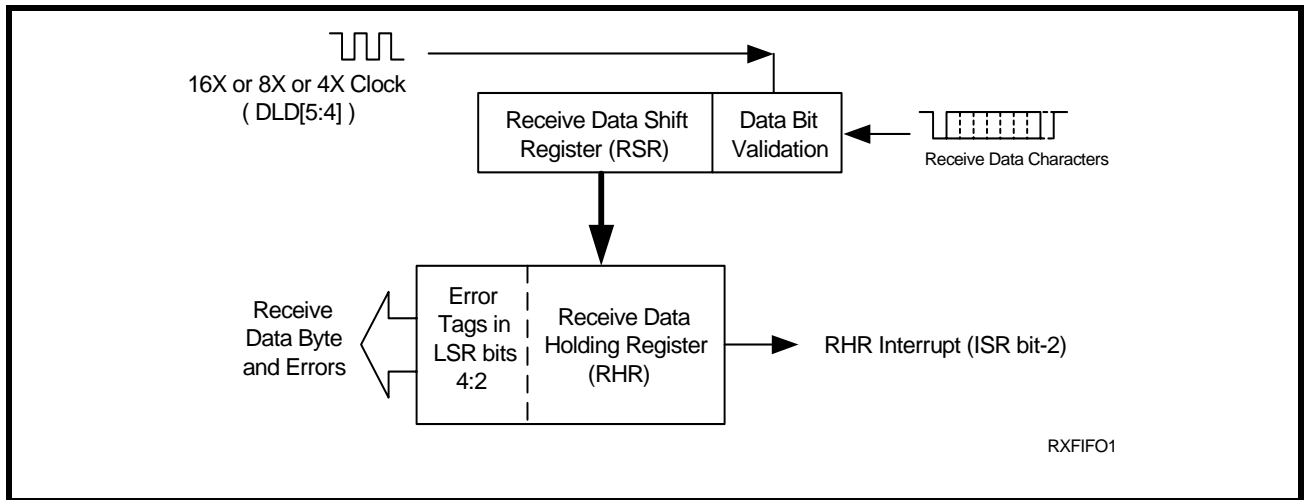 16X or 8X or 4X Clock
( DLD[5:4] )
Receive Data Shift
Register (RSR)
Data Bit
Validation
Receive Data Characters
Receive
Data Byte
and Errors
Error
Tags in
LSR bits
4:2
Receive Data
Holding Register
(RHR)
RHR Interrupt (ISR bit-2)
RXFIFO1